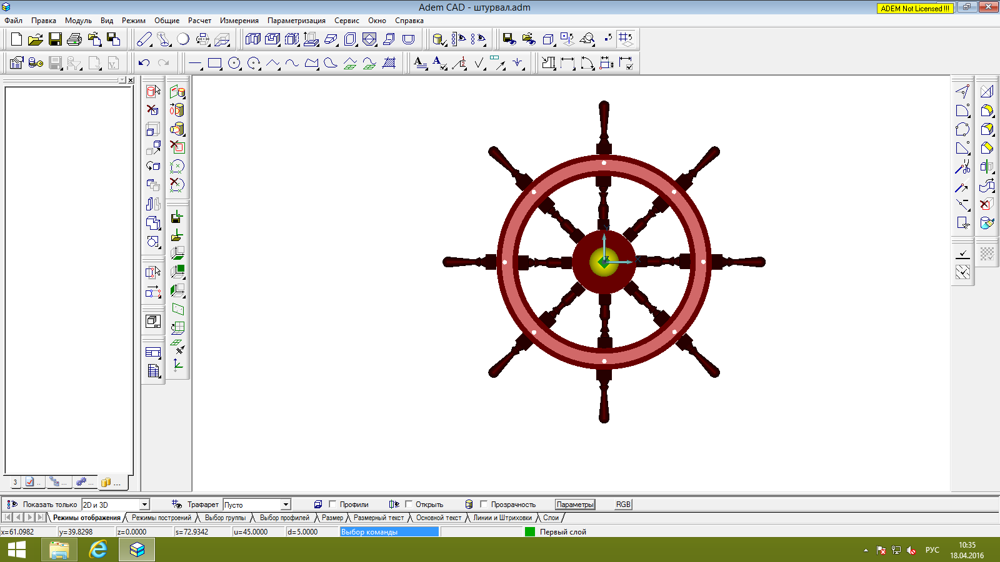 Adem CAD - штурвал.adm
ADEM Not Licensed !!!
Файл Правка Модуль Вид Режим Общие Расчет Измерения Параметризация Сервис Окно Справка
3 .. ... ... ...
Показать только 2D и 3D Трафарет Пусто Профили Открыть Прозрачность Параметры RGB
Режимы отображения Режимы построений Выбор группы Выбор профилей Размер Размерный текст Основной текст Линии и Штриховки Слои
x=61.0982 y=39.8298 z=0.0000 s=72.9342 u=45.0000 d=5.0000 Выбор команды Первый слой
РУС
10:35
18.04.2016